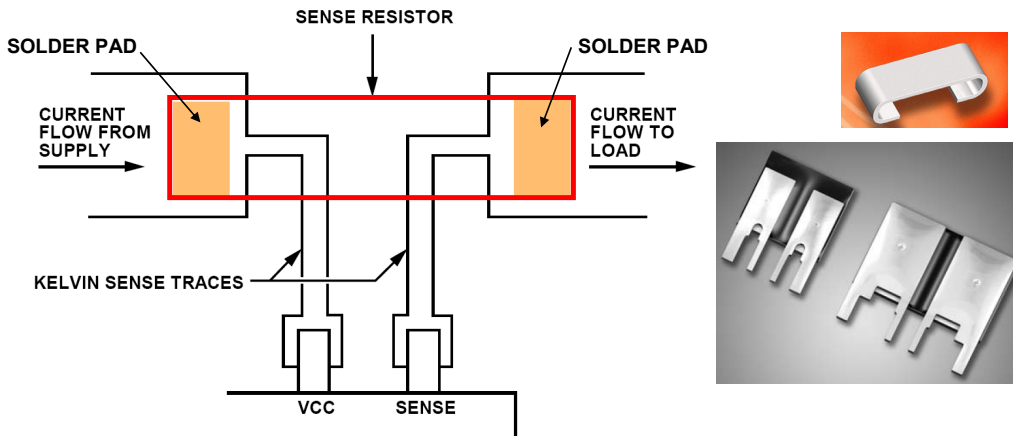 SENSE RESISTOR
SOLDER PAD
SOLDER PAD
CURRENT
FLOW FROM
SUPPLY
CURRENT
FLOW TO
LOAD
KELVIN SENSE TRACES
VCC
SENSE